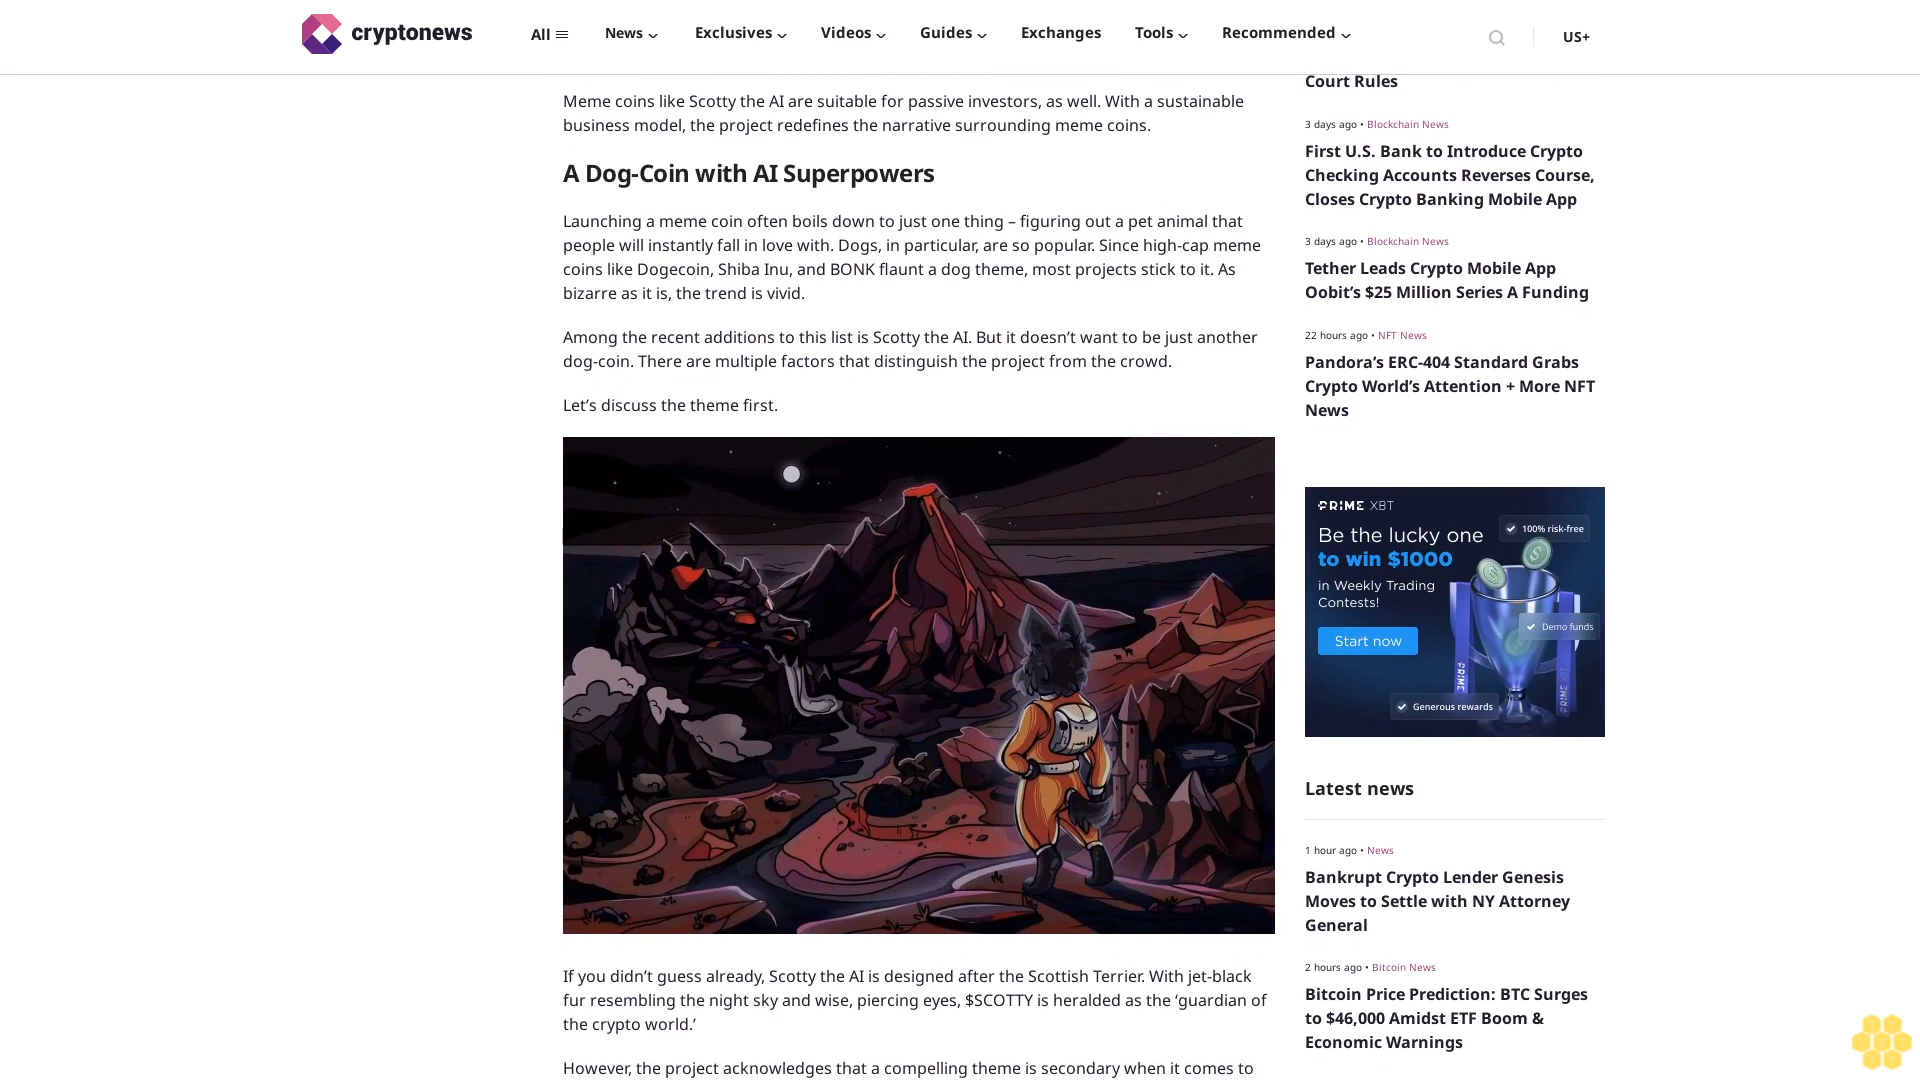 cryptonews
All
News
Exclusives
Videos
Guides
Exchanges
Tools
Recommended
US+
Meme coins like Scotty the AI are suitable for passive investors, as well. With a sustainable
business model, the project redefines the narrative surrounding meme coins.
A Dog-Coin with AI Superpowers
Launching a meme coin often boils down to just one thing – figuring out a pet animal that
people will instantly fall in love with. Dogs, in particular, are so popular. Since high-cap meme
coins like Dogecoin, Shiba Inu, and BONK flaunt a dog theme, most projects stick to it. As
bizarre as it is, the trend is vivid.
Among the recent additions to this list is Scotty the AI. But it doesn’t want to be just another
dog-coin. There are multiple factors that distinguish the project from the crowd.
Let’s discuss the theme first.
If you didn’t guess already, Scotty the AI is designed after the Scottish Terrier. With jet-black
fur resembling the night sky and wise, piercing eyes, $SCOTTY is heralded as the ‘guardian of
the crypto world.’
However, the project acknowledges that a compelling theme is secondary when it comes to
Court Rules
3 days ago • Blockchain News
First U.S. Bank to Introduce Crypto
Checking Accounts Reverses Course,
Closes Crypto Banking Mobile App
3 days ago • Blockchain News
Tether Leads Crypto Mobile App
Oobit’s $25 Million Series A Funding
22 hours ago • NFT News
Pandora’s ERC-404 Standard Grabs
Crypto World’s Attention + More NFT
News
PRIME XBT
100% risk-free
Be the lucky one
to win $1000
in Weekly Trading
Contests!
Demo funds
Start now
PRIME
PRIME XBT
Generous rewards
Latest news
1 hour ago • News
Bankrupt Crypto Lender Genesis
Moves to Settle with NY Attorney
General
2 hours ago • Bitcoin News
Bitcoin Price Prediction: BTC Surges
to $46,000 Amidst ETF Boom &
Economic Warnings